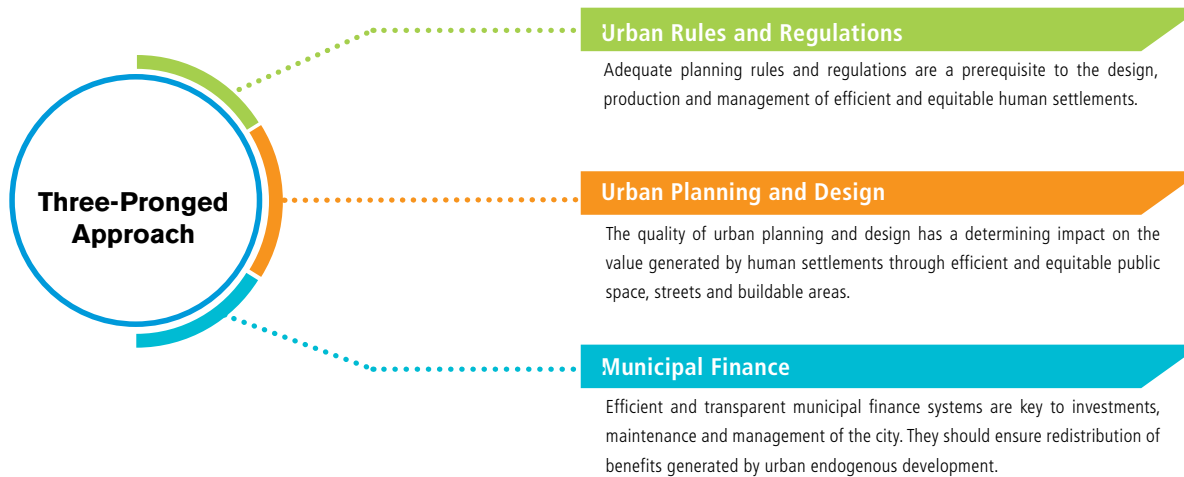 Three-Pronged
Approach
Urban Rules and Regulations
Adequate planning rules and regulations are a prerequisite to the design,
production and management of efficient and equitable human settlements.
Urban Planning and Design
The quality of urban planning and design has a determining impact on the
value generated by human settlements through efficient and equitable public
space, streets and buildable areas.
Municipal Finance
Efficient and transparent municipal finance systems are key to investments,
maintenance and management of the city. They should ensure redistribution of
benefits generated by urban endogenous development.